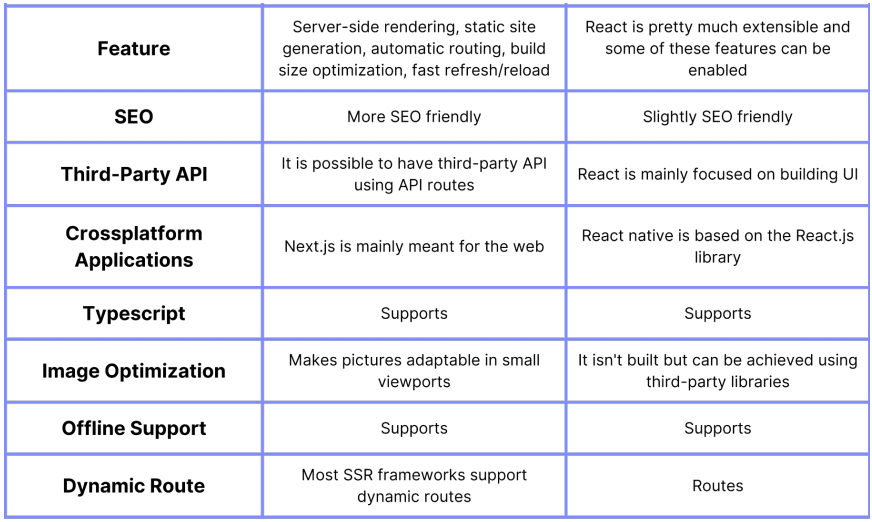 Feature
Server-side rendering, static site
generation, automatic routing, build
size optimization, fast refresh/reload
React is pretty much extensible and
some of these features can be
enabled
SEO
More SEO friendly
Slightly SEO friendly
Third-Party API
It is possible to have third-party API
using API routes
React is mainly focused on building UI
Crossplatform
Applications
Next.js is mainly meant for the web
React native is based on the React.js
library
Typescript
Supports
Supports
Image Optimization
Makes pictures adaptable in small
viewports
It isn't built but can be achieved using
third-party libraries
Offline Support
Supports
Supports
Dynamic Route
Most SSR frameworks support
dynamic routes
Routes